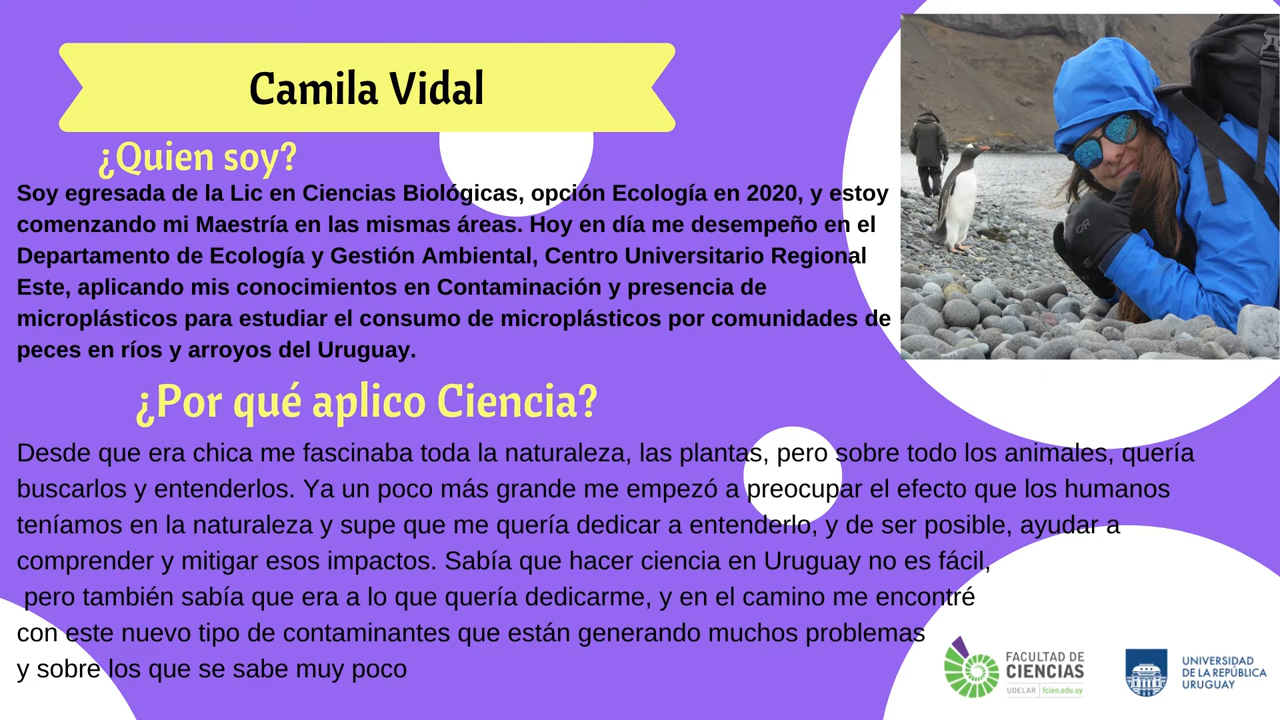 Camila Vidal
¿Quien soy?
Soy egresada de la Lic en Ciencias Biológicas, opción Ecología en 2020, y estoy
comenzando mi Maestría en las mismas áreas. Hoy en día me desempeño en el
Departamento de Ecología y Gestión Ambiental, Centro Universitario Regional
Este, aplicando mis conocimientos en Contaminación y presencia de
microplásticos para estudiar el consumo de microplásticos por comunidades de
peces en ríos y arroyos del Uruguay.
¿Por qué aplico Ciencia?
Desde que era chica me fascinaba toda la naturaleza, las plantas, pero sobre todo los animales, quería
buscarlos y entenderlos. Ya un poco más grande me empezó a preocupar el efecto que los humanos
teníamos en la naturaleza y supe que me quería dedicar a entenderlo, y de ser posible, ayudar a
comprender y mitigar esos impactos. Sabía que hacer ciencia en Uruguay no es fácil,
pero también sabía que era a lo que quería dedicarme, y en el camino me encontré
con este nuevo tipo de contaminantes que están generando muchos problemas
y sobre los que se sabe muy poco
FACULTAD DE
CIENCIAS
UDELAR | fcien.edu.uy
UNIVERSIDAD
DE LA REPÚBLICA
URUGUAY